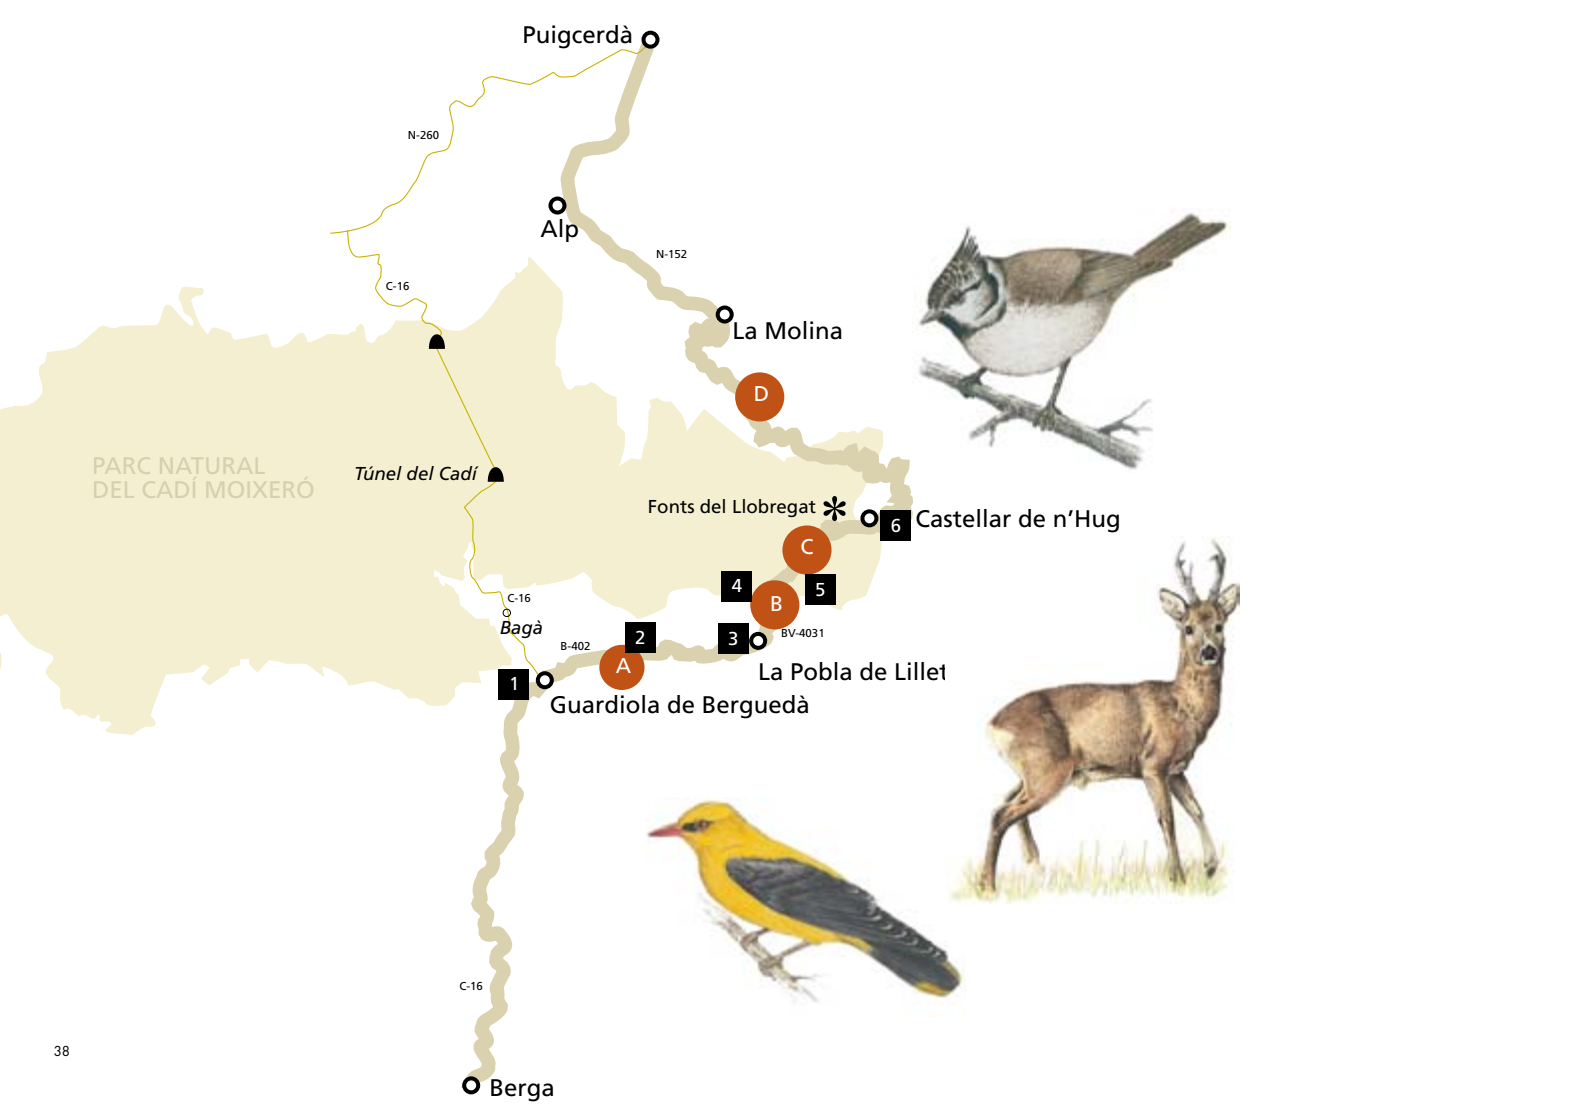 Puigcerdà
N-260
Alp
N-152
C-16
La Molina
D
PARC NATURAL
DEL CADÍ MOIXERÓ
Túnel del Cadí
Fonts del Llobregat
6
Castellar de n’Hug
C
4
5
B
C-16
Bagà
2
3
BV-4031
B-402
A
La Pobla de Lillet
1
Guardiola de Berguedà
C-16
38
Berga